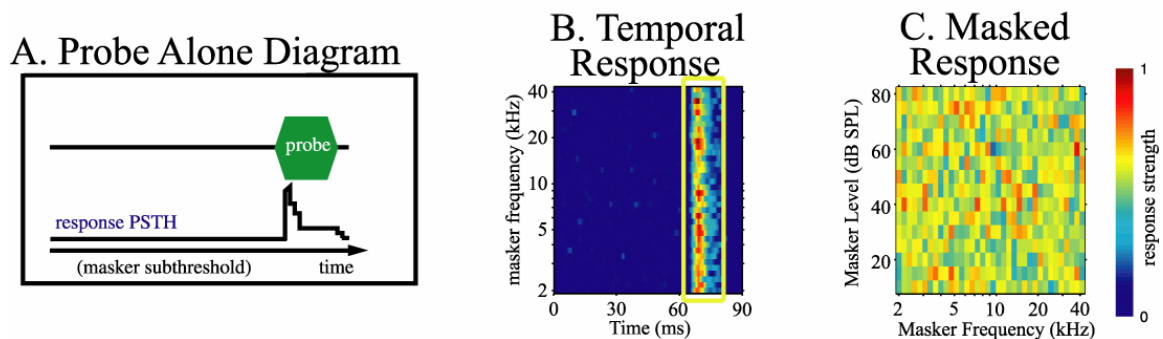 A. Probe Alone Diagram
probe
response PSTH
(masker subthreshold)
time
B. Temporal
Response
masker frequency (kHz)
40
20
10
5
2
0
30
60
90
Time (ms)
C. Masked
Response
Masker Level (dB SPL)
80
60
40
20
2
5
10
20
40
Masker Frequency (kHz)
1
0
response strength